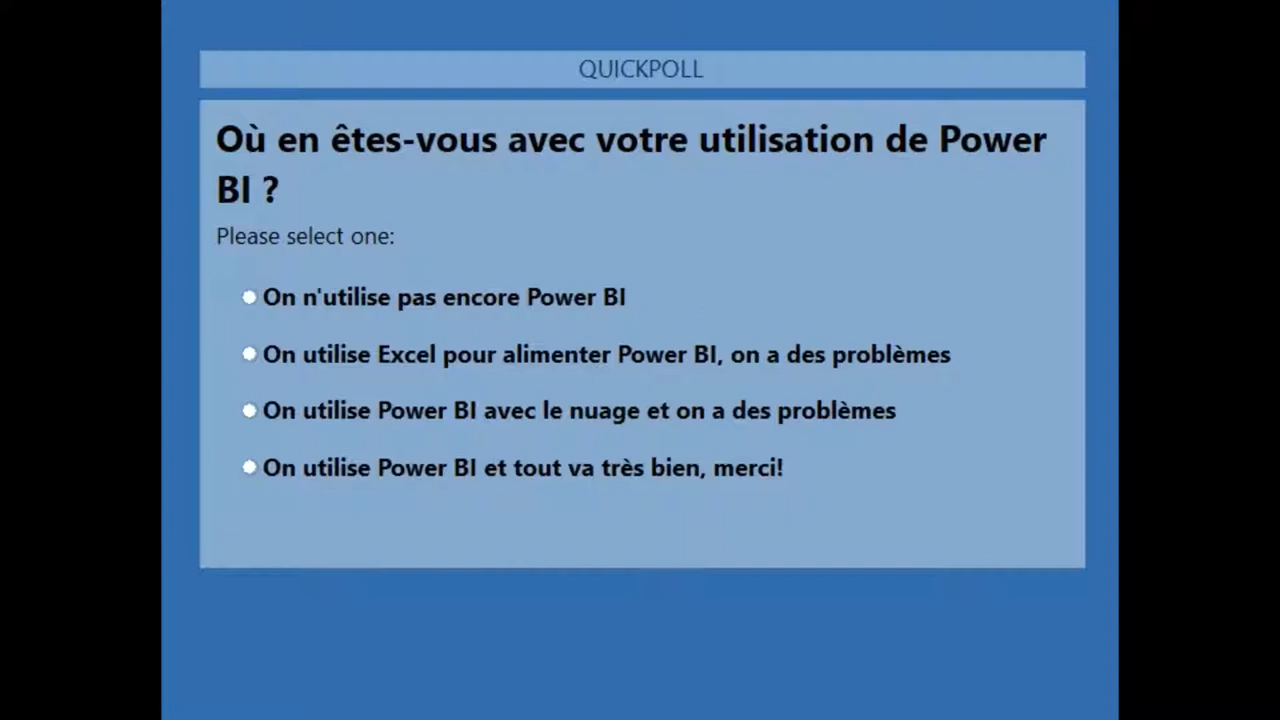 QUICKPOLL
Où en êtes-vous avec votre utilisation de Power
BI ?
Please select one:
On n'utilise pas encore Power BI
On utilise Excel pour alimenter Power BI, on a des problèmes
On utilise Power BI avec le nuage et on a des problèmes
On utilise Power BI et tout va très bien, merci!